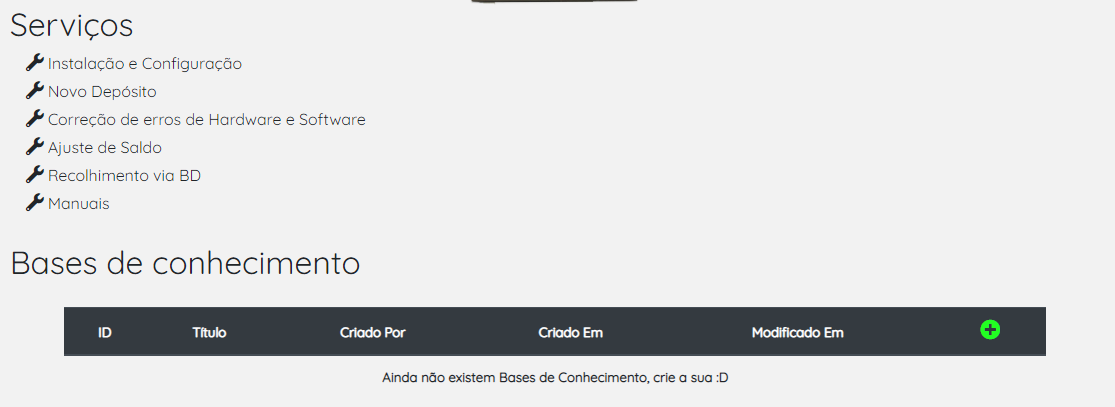 Serviços
Instalação e Configuração
Novo Depósito
Correção de erros de Hardware e Software
Ajuste de Saldo
Recolhimento via BD
Manuais
Bases de conhecimento
ID Título Criado Por Criado Em Modificado Em
Ainda não existem Bases de Conhecimento, crie a sua :D